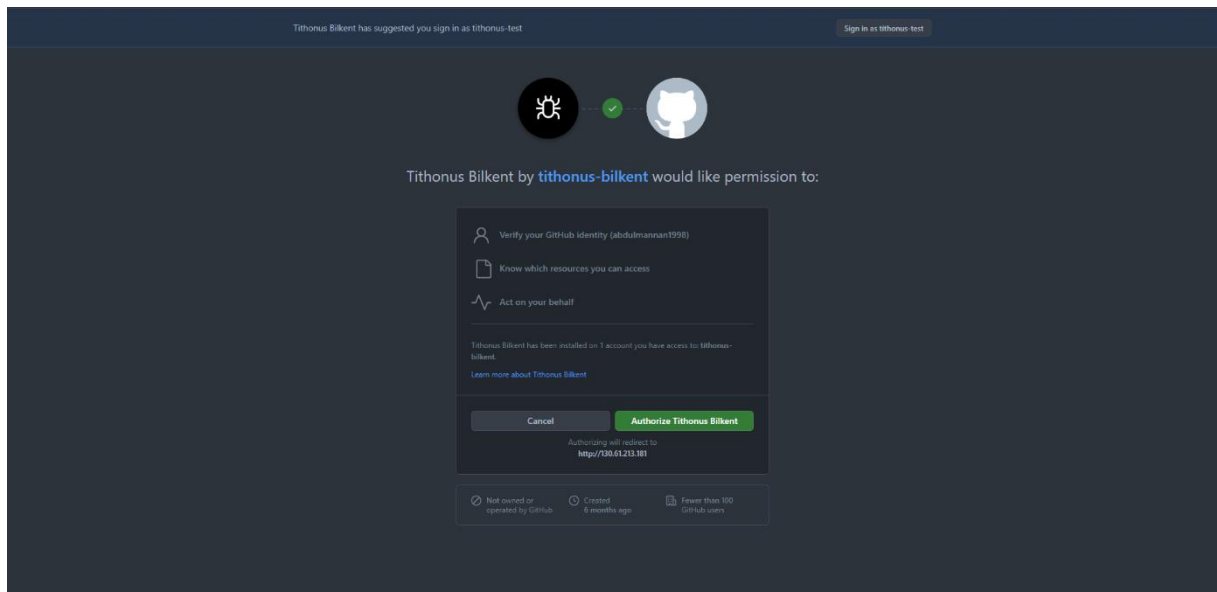 Tithonus Bilkent has suggested you sign in as tithonus-test
Sign in as tithonus-test
Tithonus Bilkent by tithonus-bilkent would like permission to:
Verify your GitHub identity (abdulmannan1998)
Know which resources you can access
Act on your behalf
Tithonus Bilkent has been installed on 1 account you have access to: tithonus-
bilkent.
Learn more about Tithonus Bilkent
Cancel
Authorize Tithonus Bilkent
Authorizing will redirect to
http://130.61.213.181
Not owned or
operated by GitHub
Created
6 months ago
Fewer than 100
GitHub users